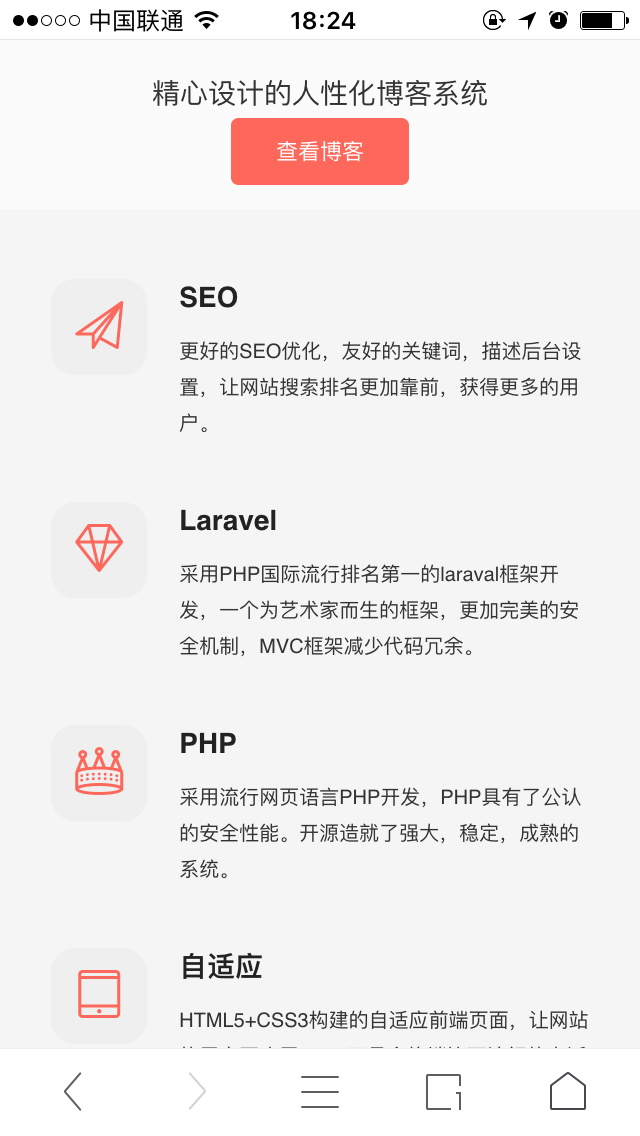 中国联通
18:24
精心设计的人性化博客系统
查看博客
SEO
更好的SEO优化，友好的关键词，描述后台设
置，让网站搜索排名更加靠前，获得更多的用
户。
Laravel
采用PHP国际流行排名第一的laraval框架开
发，一个为艺术家而生的框架，更加完美的安
全机制，MVC框架减少代码冗余。
PHP
采用流行网页语言PHP开发，PHP具有了公认
的安全性能。开源造就了强大，稳定，成熟的
系统。
自适应
HTML5+CSS3构建的自适应前端页面，让网站
1